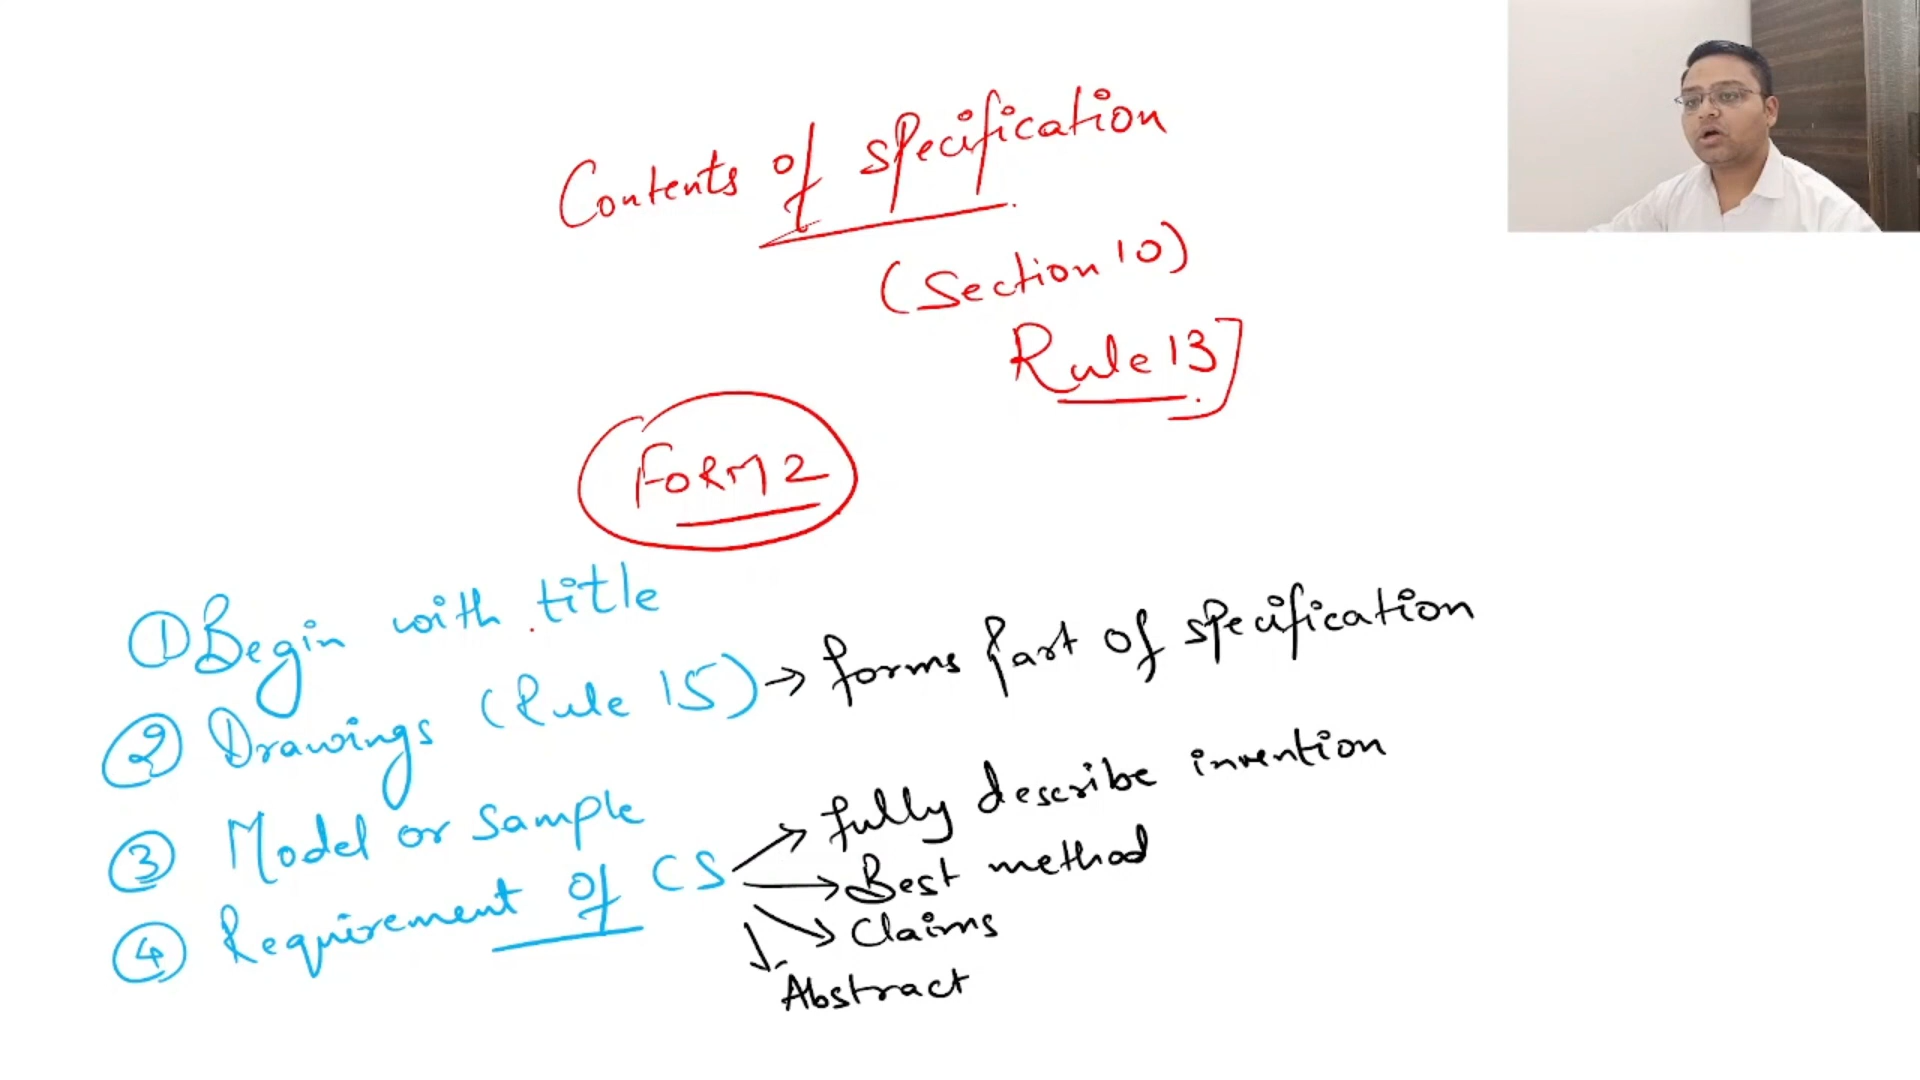 Contents of specification
(Section 10)
Rule 13]
FORM 2
① Begin with title
② Drawings (Rule 15) → forms part of specification
③ Model or sample
④ Requirement of CS → fully describe invention
→ Best method
→ Claims
→ Abstract